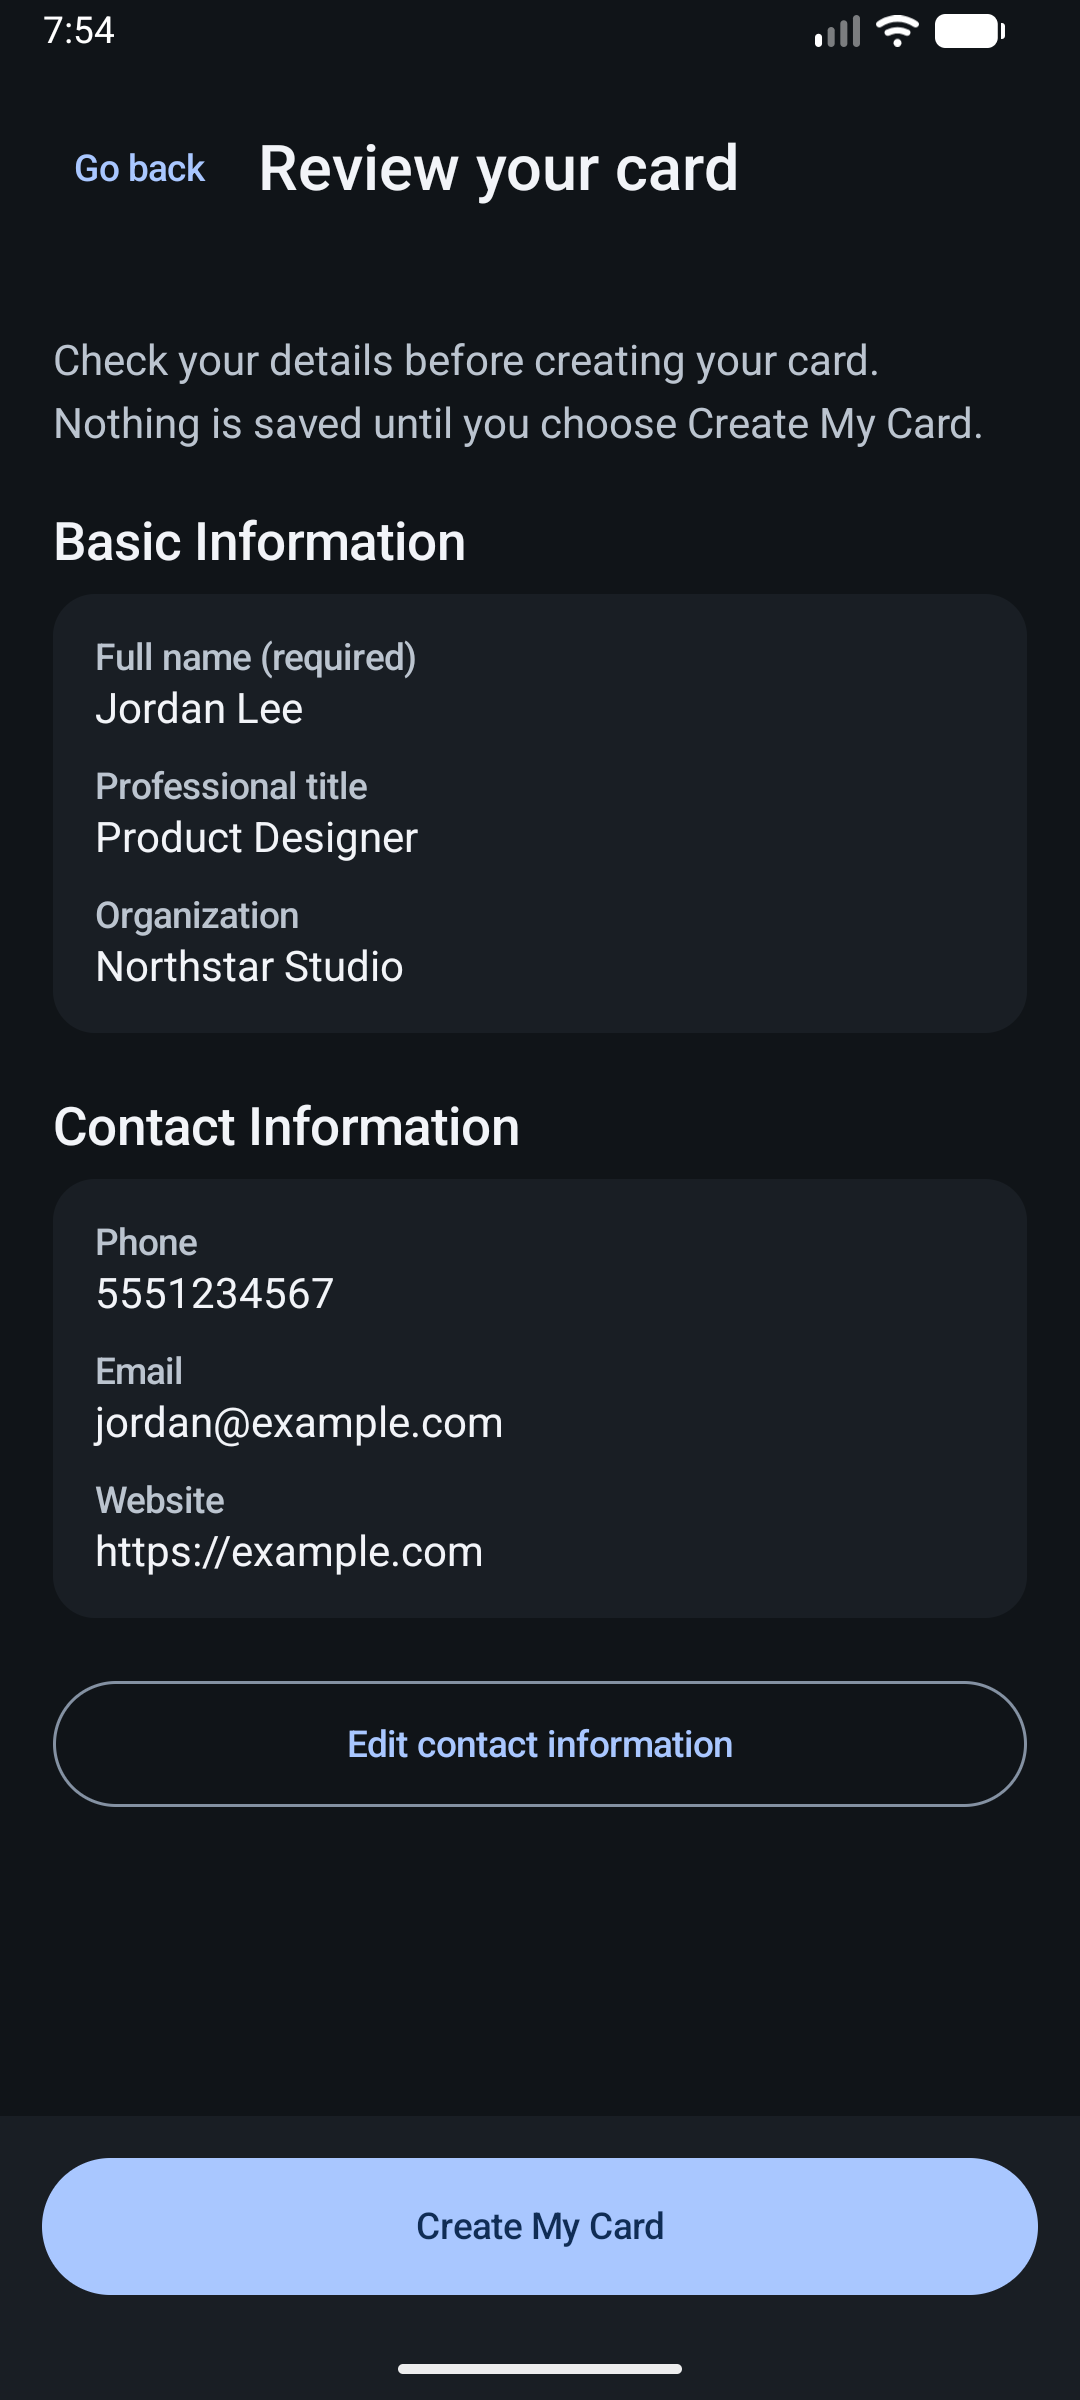 7:54
Go back
Review your card
Check your details before creating your card.
Nothing is saved until you choose Create My Card.
Basic Information
Full name (required)
Jordan Lee
Professional title
Product Designer
Organization
Northstar Studio
Contact Information
Phone
5551234567
Email
jordan@example.com
Website
https://example.com
Edit contact information
Create My Card